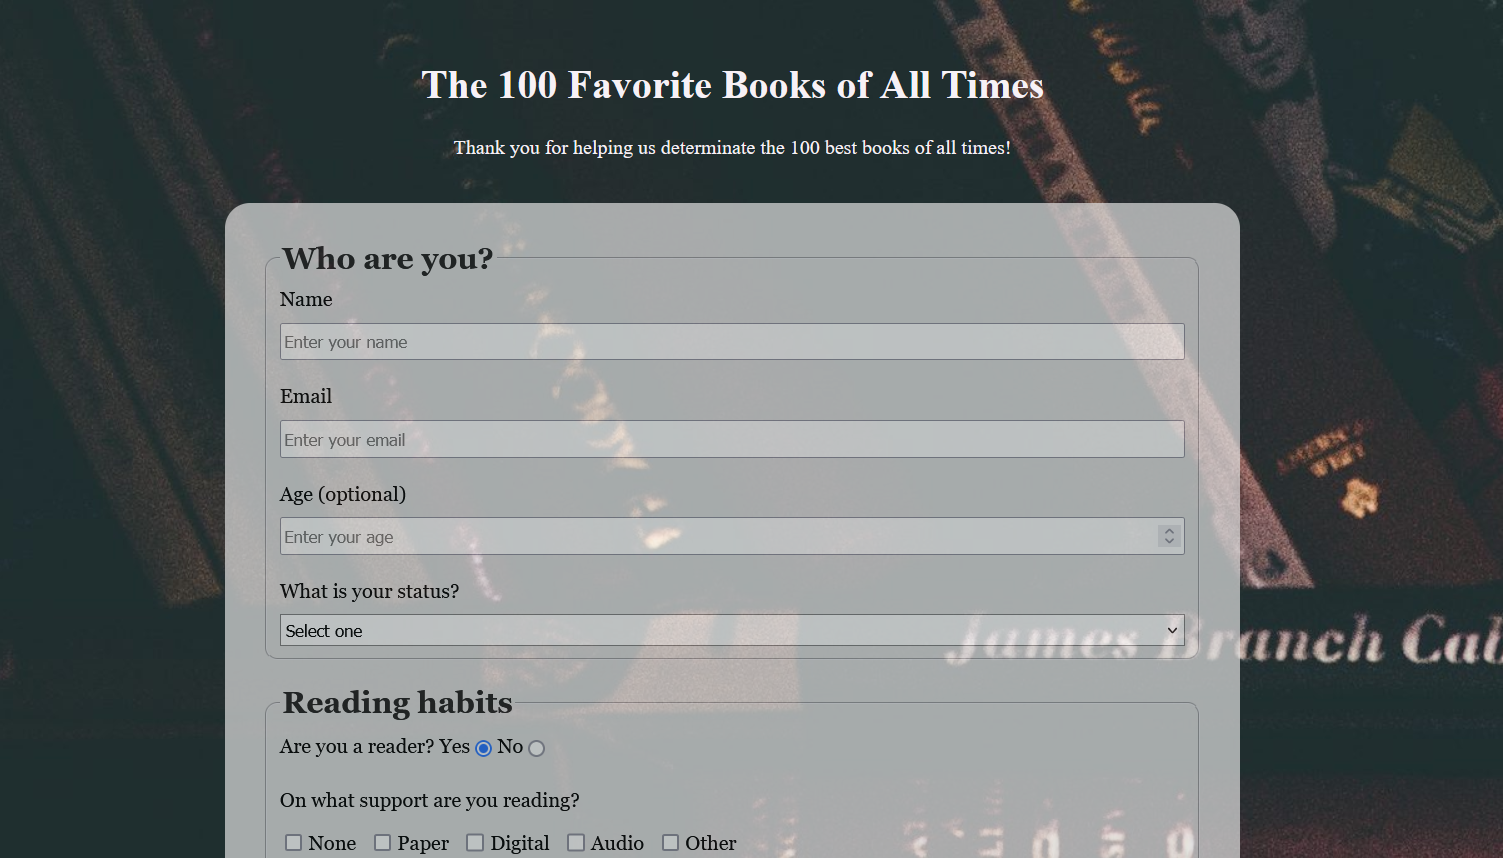 The 100 Favorite Books of All Times
Thank you for helping us determinate the 100 best books of all times!
Who are you?
Name
Enter your name
Email
Enter your email
Age (optional)
Enter your age
What is your status?
Select one
James Branch Cab
Reading habits
Are you a reader? Yes No
On what support are you reading?
None Paper Digital Audio Other